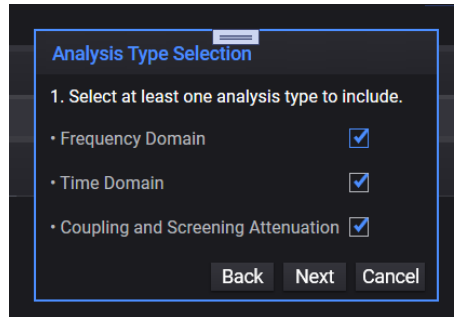 Analysis Type Selection
1. Select at least one analysis type to include.
• Frequency Domain
• Time Domain
• Coupling and Screening Attenuation
Back Next Cancel